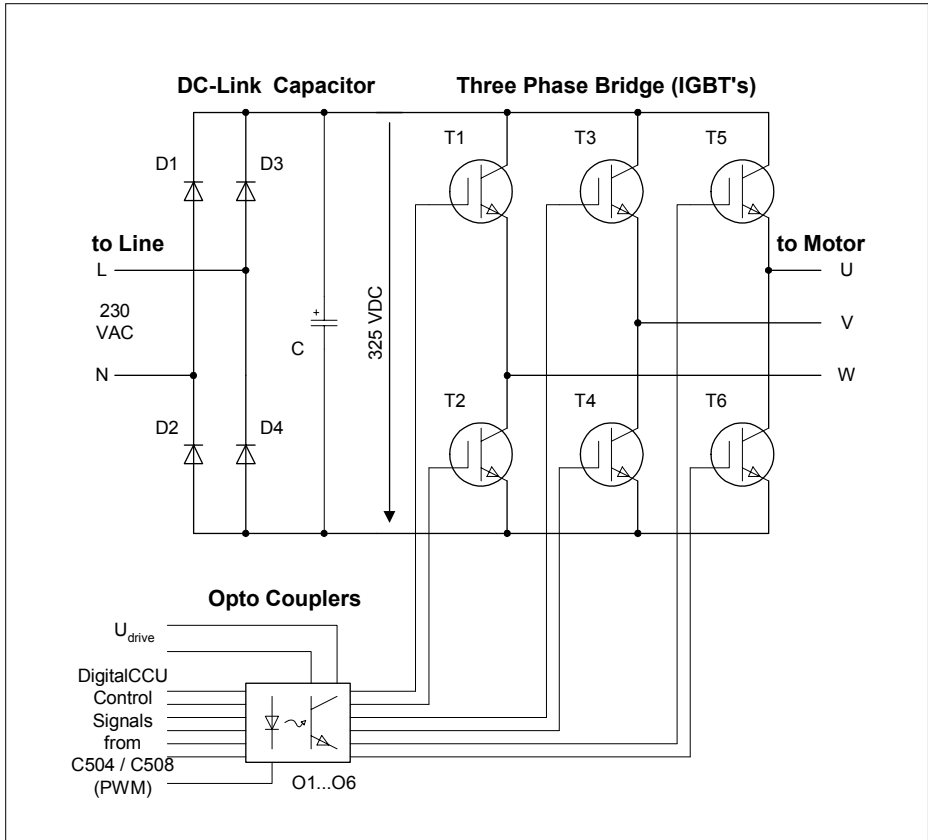 DC-Link Capacitor
Three Phase Bridge (IGBT's)
T1
T3
T5
D1
D3
to Line
to Motor
L
U
230
VAC
+
C
325 VDC
V
N
W
T2
T4
T6
D2
D4
Opto Couplers
Udrive
DigitalCCU
Control
Signals
from
C504 / C508
(PWM)
O1...O6